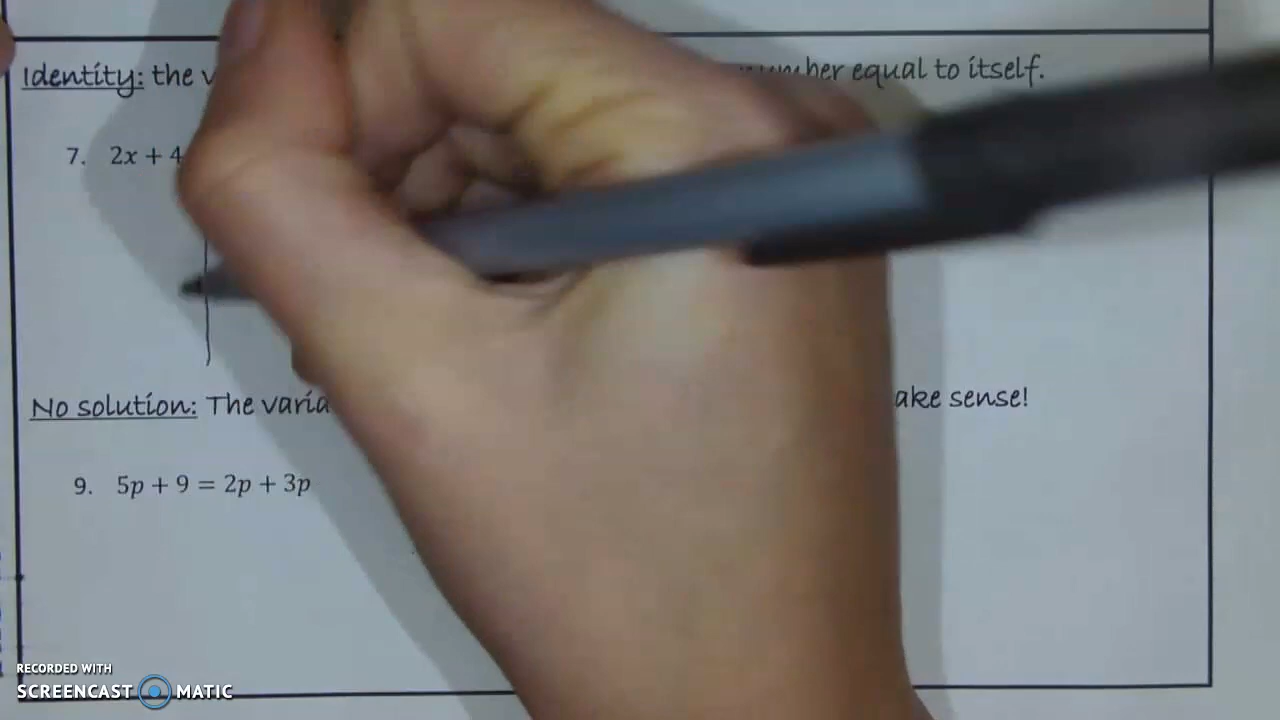 Identity: the v number equal to itself.
7. 2x + 4
No solution: The varia ake sense!
9. 5p + 9 = 2p + 3p
RECORDED WITH
SCREENCAST MATIC